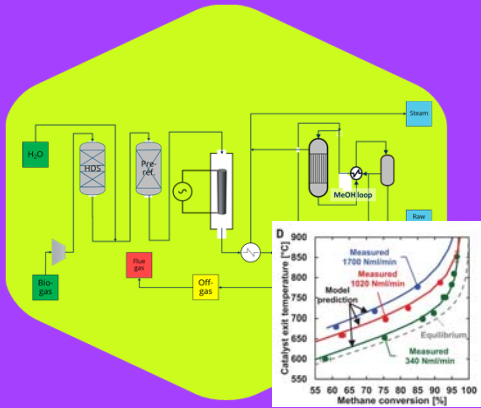 Steam
H₂O
HDS
Pre-
ref.
MeOH loop
Raw
Flue
gas
Bio-
gas
Off-
gas
D
Catalyst exit temperature [°C]
900
850
800
750
700
650
600
550
Measured
1700 Nml/min
Measured
1020 Nml/min
Model
prediction
Equilibrium
Measured
340 Nml/min
55 60 65 70 75 80 85 90 95 100
Methane conversion [%]